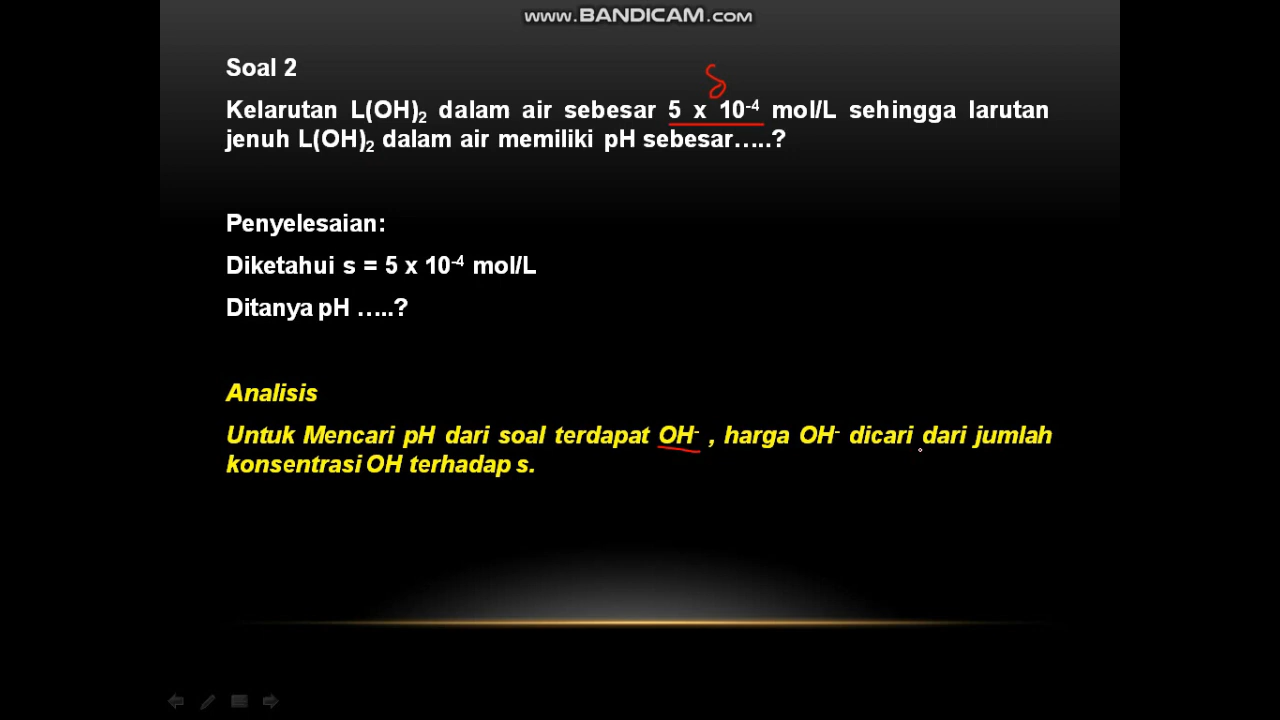 www.BANDICAM.com
Soal 2
s
Kelarutan L(OH)₂ dalam air sebesar 5 x 10⁻⁴ mol/L sehingga larutan
jenuh L(OH)₂ dalam air memiliki pH sebesar…..?
Penyelesaian:
Diketahui s = 5 x 10⁻⁴ mol/L
Ditanya pH …..?
Analisis
Untuk Mencari pH dari soal terdapat OH⁻ , harga OH⁻ dicari dari jumlah
konsentrasi OH terhadap s.